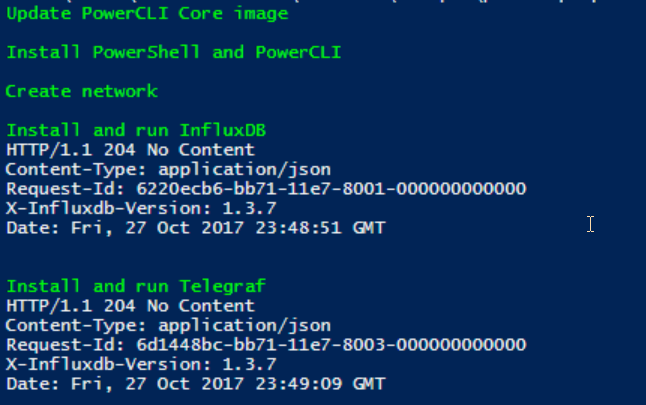 Update PowerCLI Core image
Install PowerShell and PowerCLI
Create network
Install and run InfluxDB
HTTP/1.1 204 No Content
Content-Type: application/json
Request-Id: 6220ecb6-bb71-11e7-8001-000000000000
X-Influxdb-Version: 1.3.7
Date: Fri, 27 Oct 2017 23:48:51 GMT
Install and run Telegraf
HTTP/1.1 204 No Content
Content-Type: application/json
Request-Id: 6d1448bc-bb71-11e7-8003-000000000000
X-Influxdb-Version: 1.3.7
Date: Fri, 27 Oct 2017 23:49:09 GMT